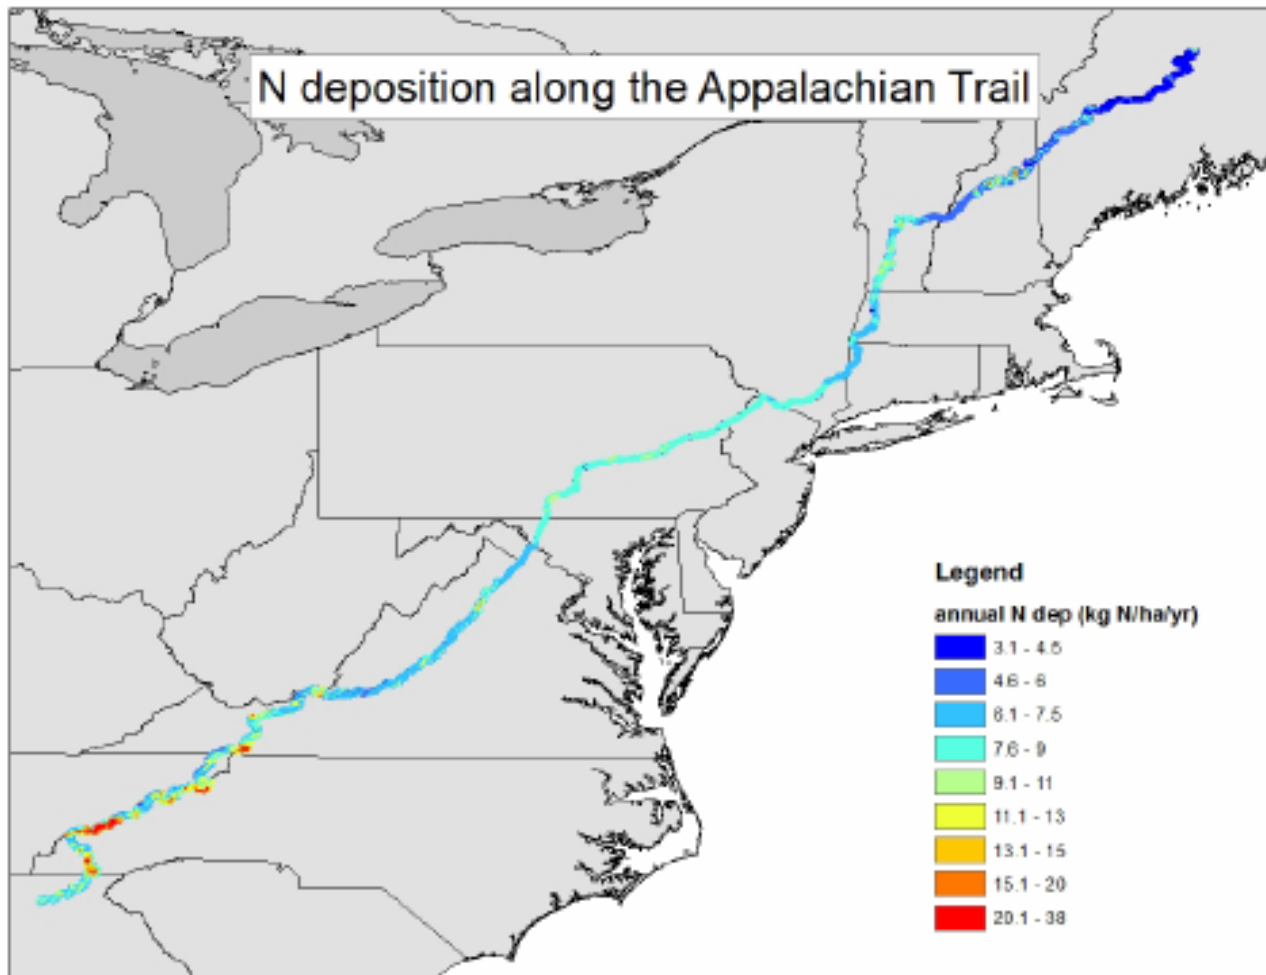 N deposition along the Appalachian Trail
Legend
annual N dep (kg N/ha/yr)
3.1 - 4.5
4.6 - 6
6.1 - 7.5
7.6 - 9
9.1 - 11
11.1 - 13
13.1 - 15
15.1 - 20
20.1 - 38